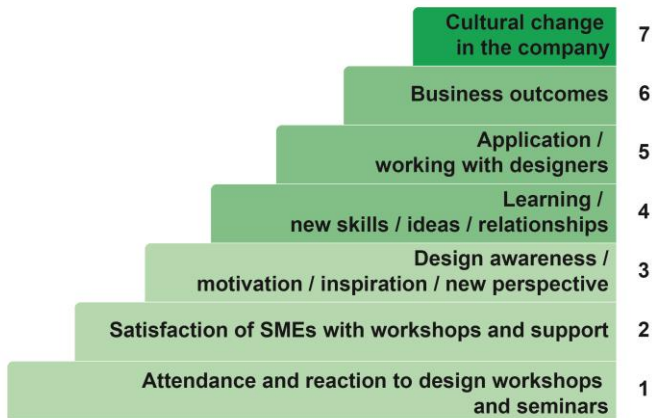 Cultural change
in the company
7
Business outcomes
6
Application /
working with designers
5
Learning /
new skills / ideas / relationships
4
Design awareness /
motivation / inspiration / new perspective
3
Satisfaction of SMEs with workshops and support
2
Attendance and reaction to design workshops
and seminars
1